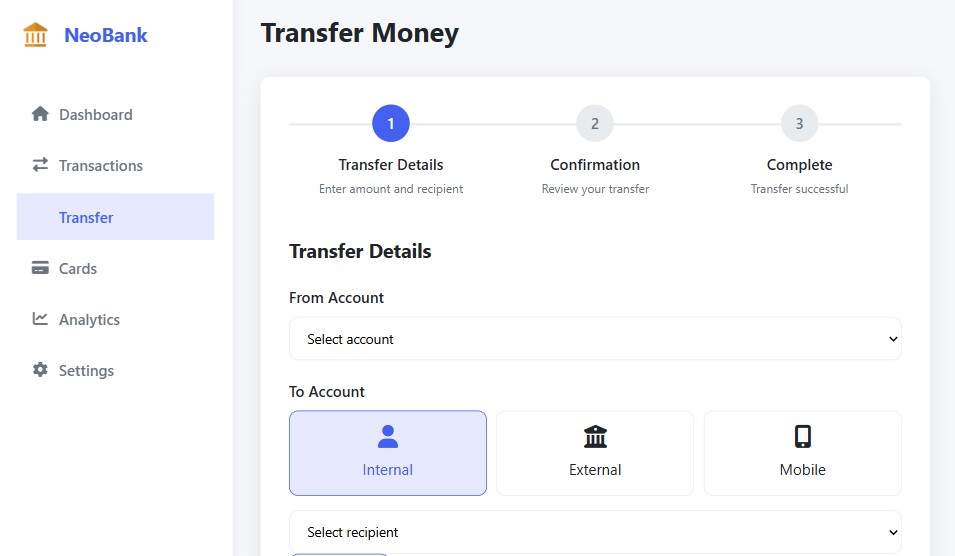 NeoBank
Dashboard
Transactions
Transfer
Cards
Analytics
Settings
Transfer Money
1
2
3
Transfer Details
Confirmation
Complete
Enter amount and recipient
Review your transfer
Transfer successful
Transfer Details
From Account
Select account
To Account
Internal
External
Mobile
Select recipient